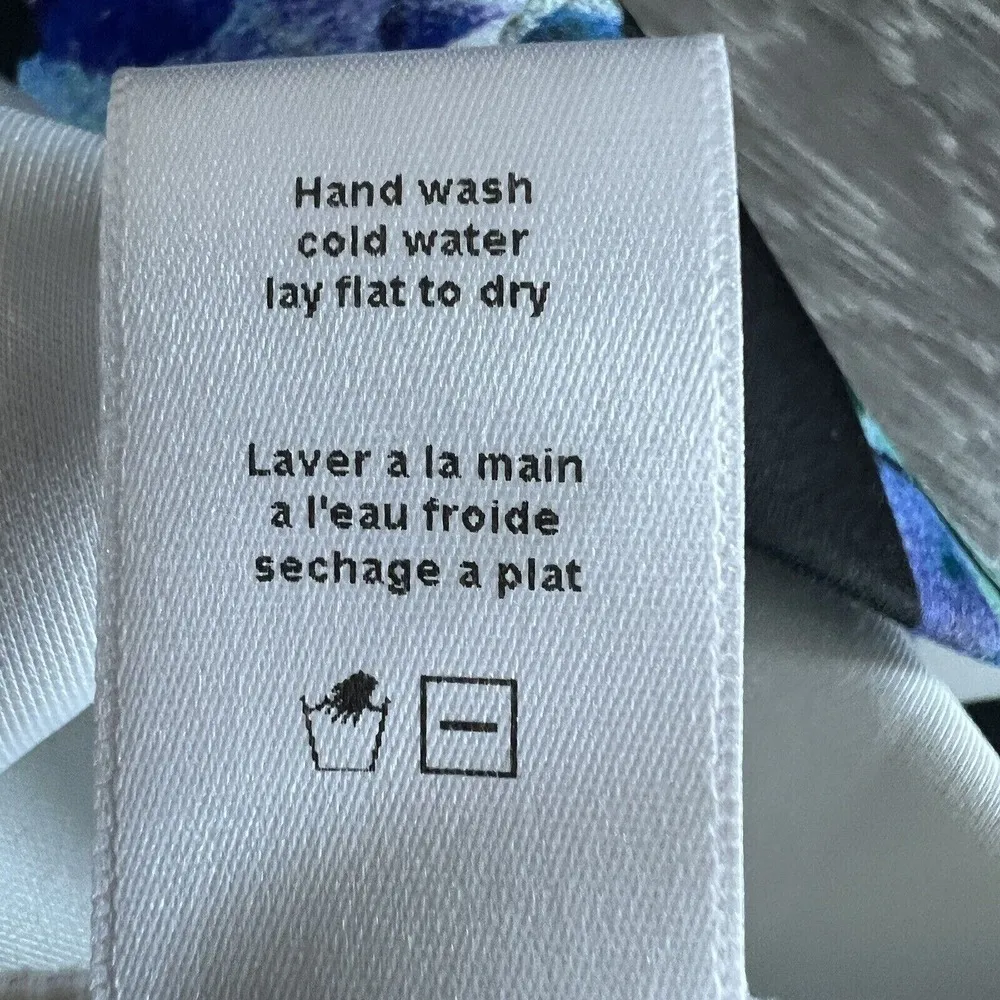 Hand wash
cold water
lay flat to dry
Laver a la main
a l'eau froide
sechage a plat